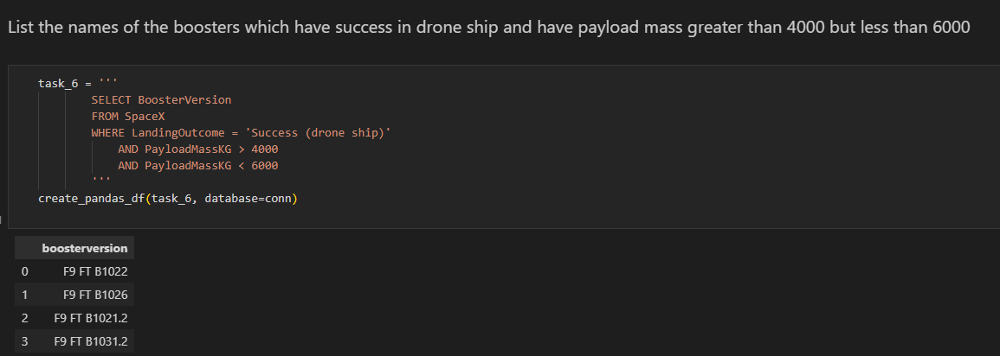 List the names of the boosters which have success in drone ship and have payload mass greater than 4000 but less than 6000
task_6 = '''
SELECT BoosterVersion
FROM SpaceX
WHERE LandingOutcome = 'Success (drone ship)'
AND PayloadMassKG > 4000
AND PayloadMassKG < 6000
'''
create_pandas_df(task_6, database=conn)
boosterversion
0 F9 FT B1022
1 F9 FT B1026
2 F9 FT B1021.2
3 F9 FT B1031.2